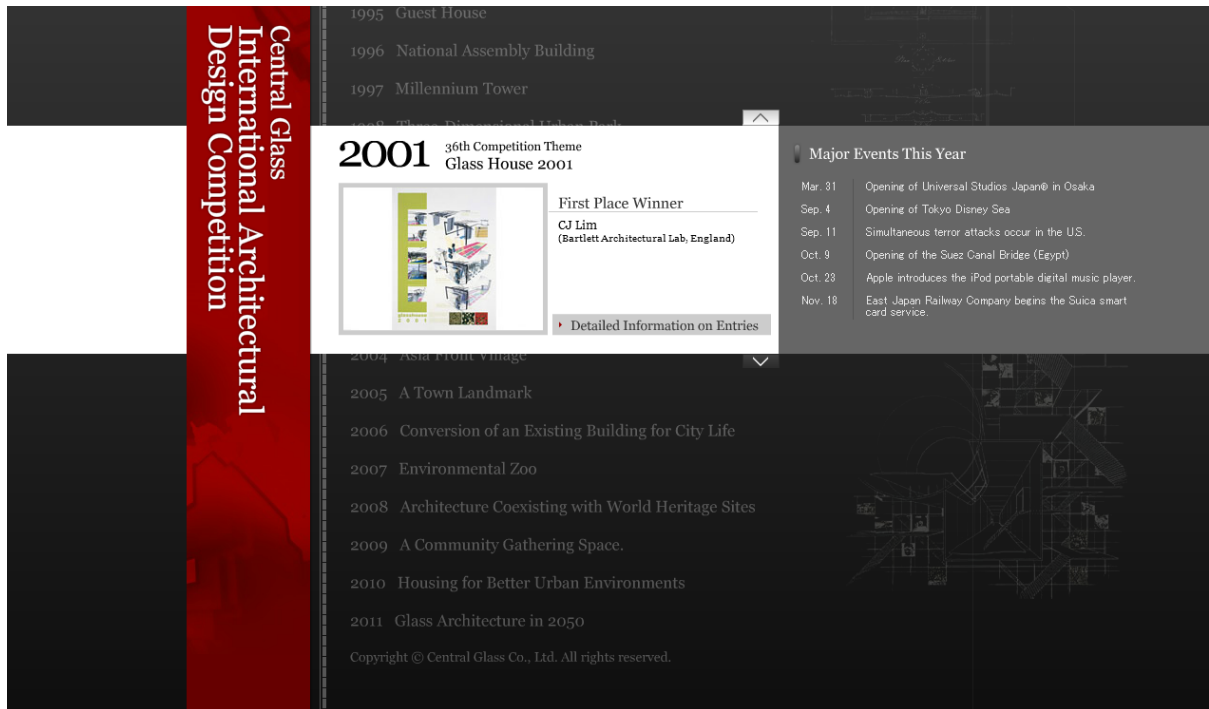 Central Glass
International Architectural
Design Competition
1995 Guest House
1996 National Assembly Building
1997 Millennium Tower
1998 Three-Dimensional Urban Park
2001
36th Competition Theme
Glass House 2001
First Place Winner
CJ Lim
(Bartlett Architectural Lab, England)
Detailed Information on Entries
glasshouse
2001
Major Events This Year
Mar. 31 Opening of Universal Studios Japan® in Osaka
Sep. 4 Opening of Tokyo Disney Sea
Sep. 11 Simultaneous terror attacks occur in the U.S.
Oct. 9 Opening of the Suez Canal Bridge (Egypt)
Oct. 23 Apple introduces the iPod portable digital music player.
Nov. 18 East Japan Railway Company begins the Suica smart
card service.
2004 Asia Front Village
2005 A Town Landmark
2006 Conversion of an Existing Building for City Life
2007 Environmental Zoo
2008 Architecture Coexisting with World Heritage Sites
2009 A Community Gathering Space.
2010 Housing for Better Urban Environments
2011 Glass Architecture in 2050
Copyright © Central Glass Co., Ltd. All rights reserved.